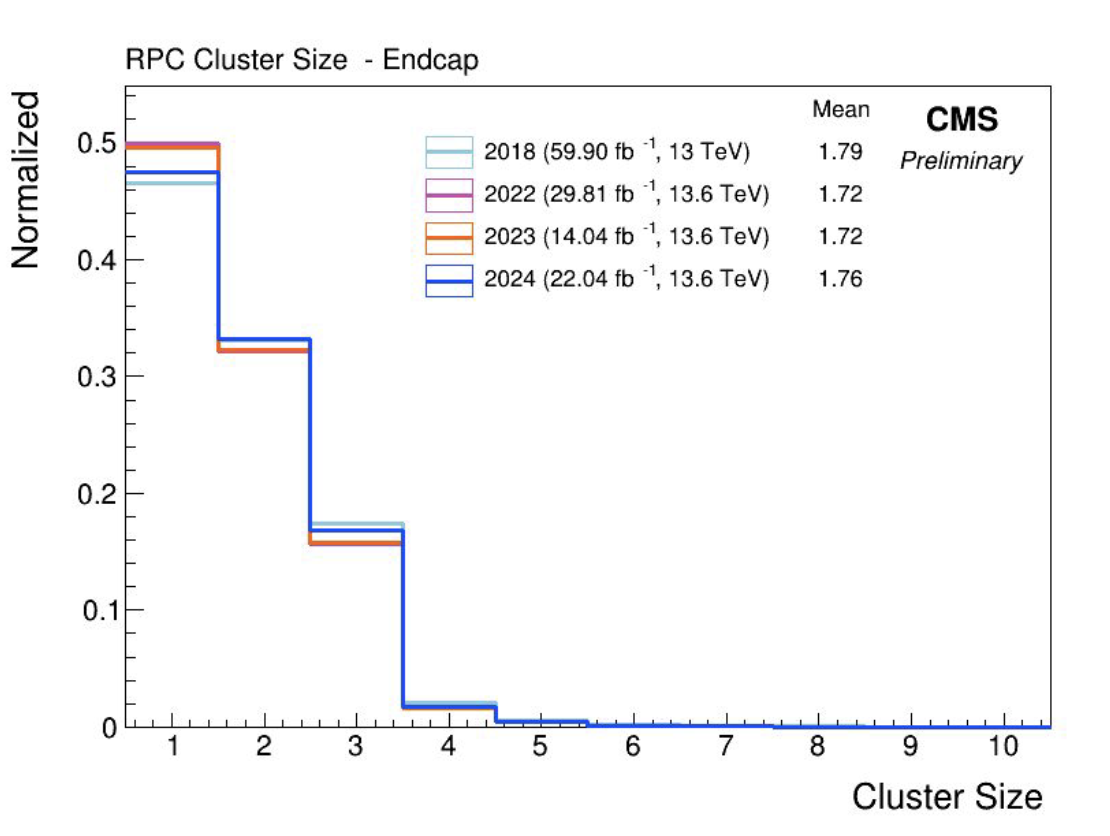 RPC Cluster Size - Endcap
Normalized
Mean
CMS
Preliminary
2018 (59.90 fb -1, 13 TeV) 1.79
2022 (29.81 fb -1, 13.6 TeV) 1.72
2023 (14.04 fb -1, 13.6 TeV) 1.72
2024 (22.04 fb -1, 13.6 TeV) 1.76
0.5
0.4
0.3
0.2
0.1
0
1 2 3 4 5 6 7 8 9 10
Cluster Size